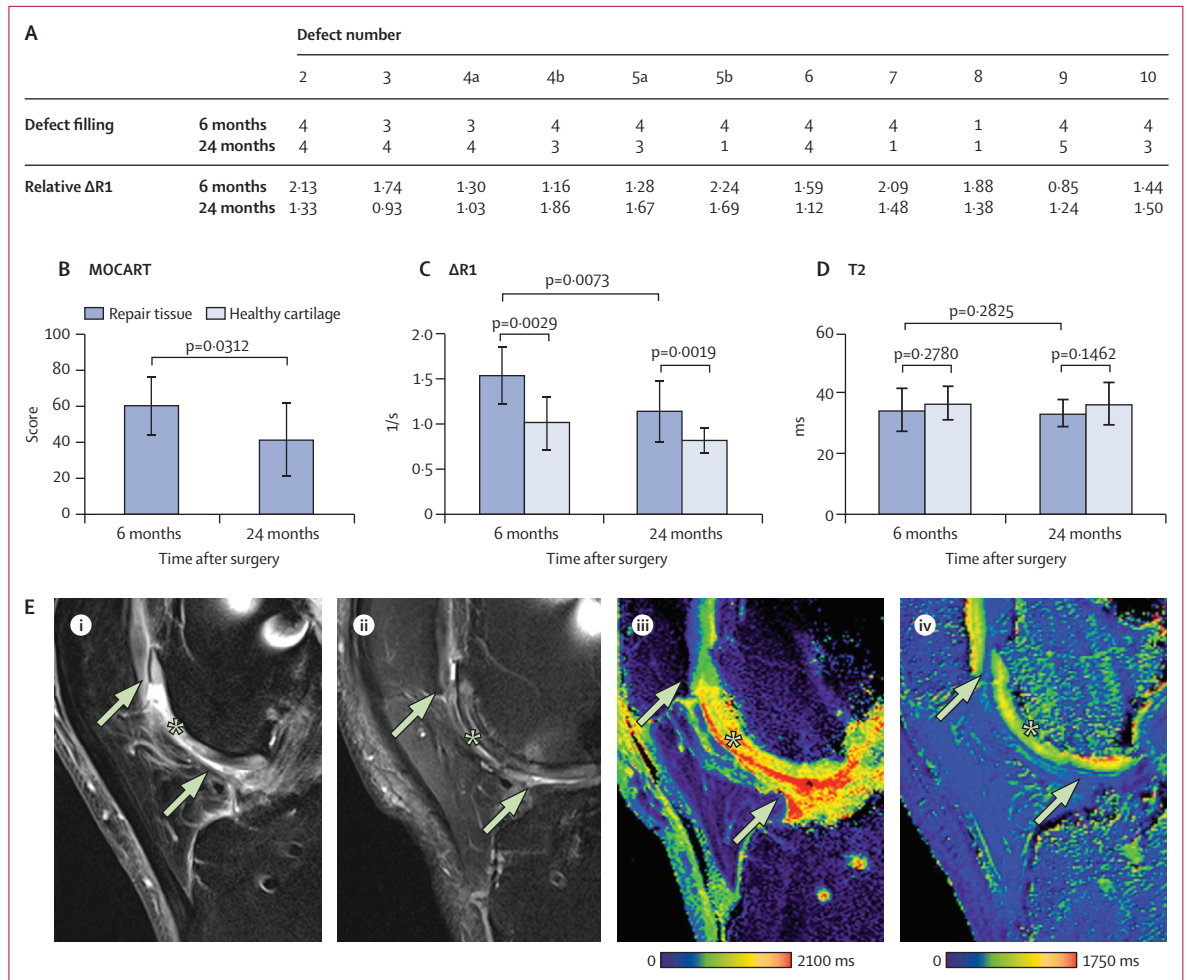 A
Defect number
2 3 4a 4b 5a 5b 6 7 8 9 10
Defect filling 6 months 4 3 3 4 4 4 4 4 1 4 4
24 months 4 4 4 3 3 1 4 1 1 5 3
Relative ΔR1 6 months 2·13 1·74 1·30 1·16 1·28 2·24 1·59 2·09 1·88 0·85 1·44
24 months 1·33 0·93 1·03 1·86 1·67 1·69 1·12 1·48 1·38 1·24 1·50
B MOCART
Repair tissue Healthy cartilage
100
80
60
40
20
0
Score
p=0·0312
6 months 24 months
Time after surgery
C ΔR1
2·0
1·5
1·0
0·5
0
1/s
p=0·0073
p=0·0029
p=0·0019
6 months 24 months
Time after surgery
D T2
60
40
20
0
ms
p=0·2825
p=0·2780
p=0·1462
6 months 24 months
Time after surgery
E
i ii iii iv
* * * *
0 2100 ms
0 1750 ms